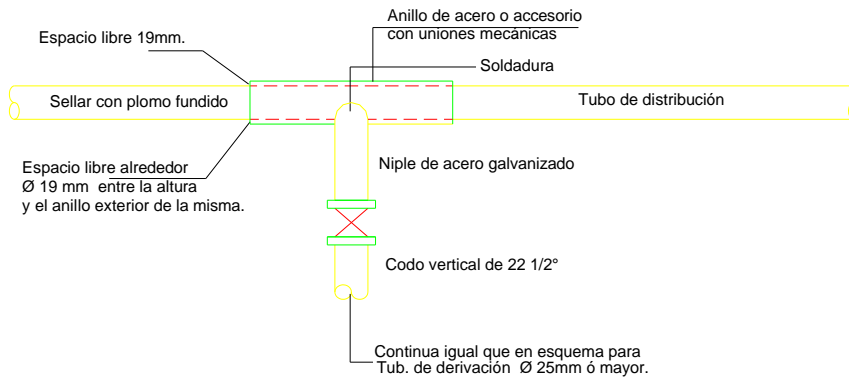 Anillo de acero o accesorio
con uniones mecánicas
Espacio libre 19mm.
Soldadura
Sellar con plomo fundido
Tubo de distribución
Espacio libre alrededor
Ø 19 mm entre la altura
y el anillo exterior de la misma.
Niple de acero galvanizado
Codo vertical de 22 1/2°
Continua igual que en esquema para
Tub. de derivación Ø 25mm ó mayor.